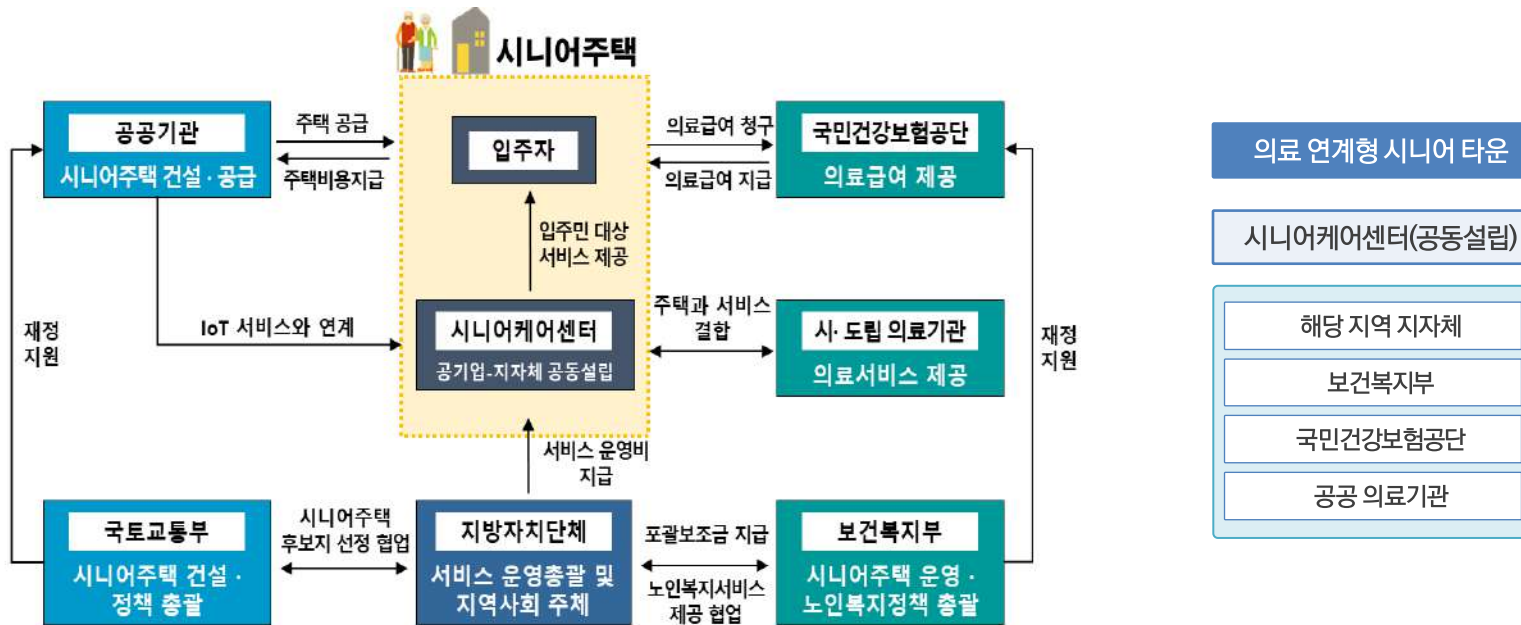 시니어주택
공공기관
시니어주택 건설 · 공급
주택 공급
주택비용지급
입주자
의료급여 청구
의료급여 지급
국민건강보험공단
의료급여 제공
입주민 대상
서비스 제공
재정
지원
IoT 서비스와 연계
시니어케어센터
공기업-지자체 공동설립
주택과 서비스
결합
시· 도립 의료기관
의료서비스 제공
재정
지원
서비스 운영비
지급
국토교통부
시니어주택 건설 ·
정책 총괄
시니어주택
후보지 선정 협업
지방자치단체
서비스 운영총괄 및
지역사회 주체
포괄보조금 지급
노인복지서비스
제공 협업
보건복지부
시니어주택 운영 ·
노인복지정책 총괄
의료 연계형 시니어 타운
시니어케어센터(공동설립)
해당 지역 지자체
보건복지부
국민건강보험공단
공공 의료기관